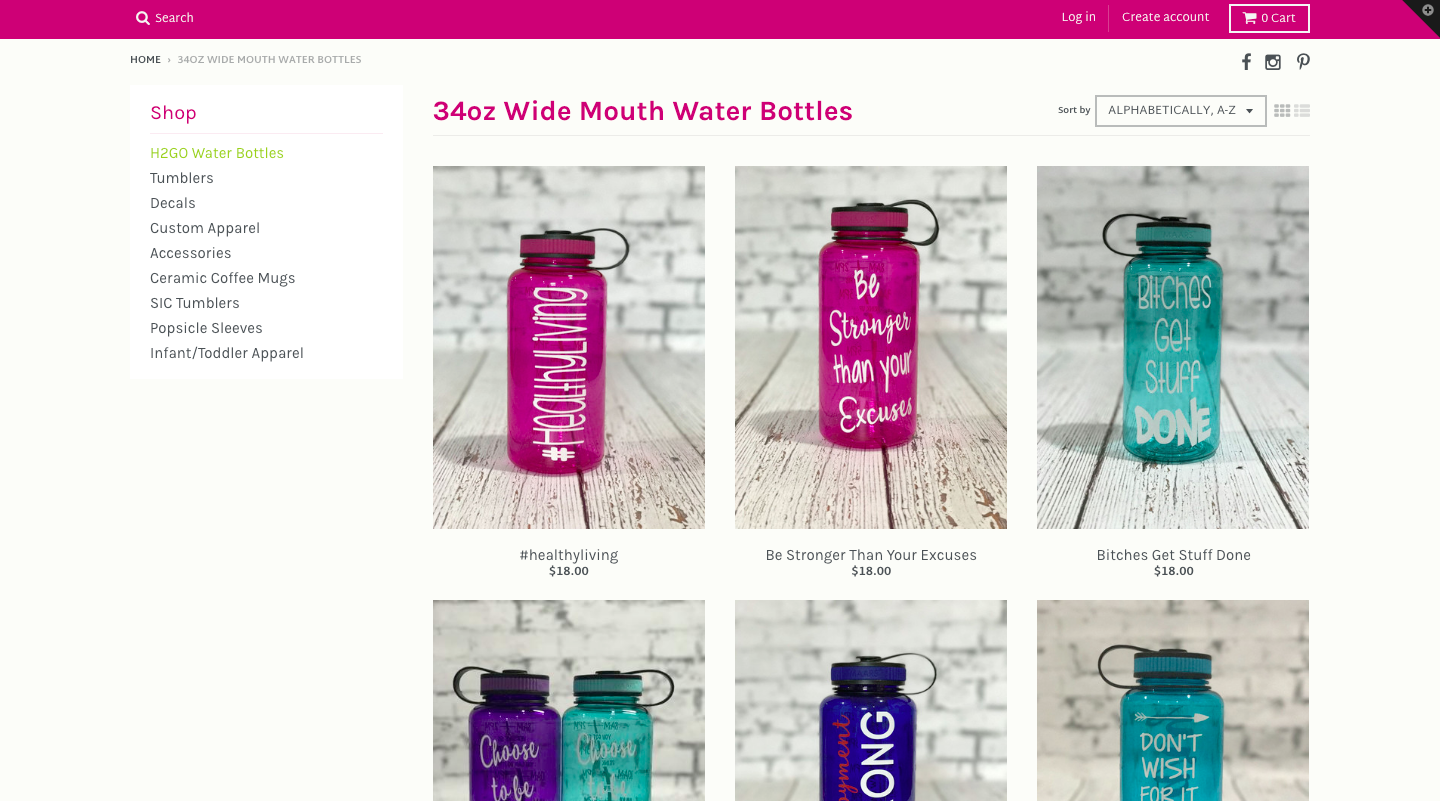 Search
Log in
Create account
0 Cart
HOME › 34OZ WIDE MOUTH WATER BOTTLES
Shop
H2GO Water Bottles
Tumblers
Decals
Custom Apparel
Accessories
Ceramic Coffee Mugs
SIC Tumblers
Popsicle Sleeves
Infant/Toddler Apparel
34oz Wide Mouth Water Bottles
Sort by
ALPHABETICALLY, A-Z
#HealthyLiving
Be
Stronger
than your
Excuses
Bitches
Get
Stuff
DONE
#healthyliving
$18.00
Be Stronger Than Your Excuses
$18.00
Bitches Get Stuff Done
$18.00
Choose
to be
Choose
to be
DON'T
WISH
FOR IT